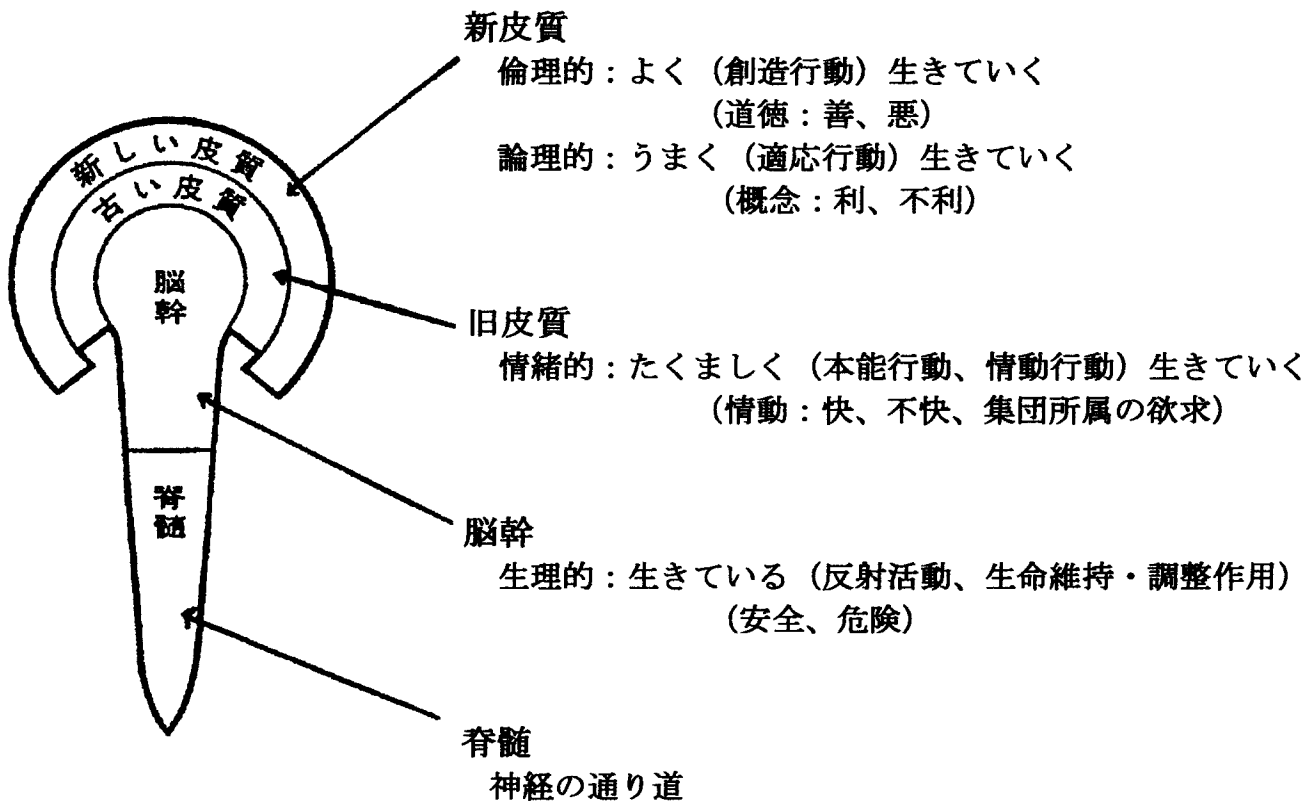 新皮質
倫理的：よく（創造行動）生きていく
（道徳：善、悪）
論理的：うまく（適応行動）生きていく
（概念：利、不利）
新しい皮質
古い皮質
脳幹
旧皮質
情緒的：たくましく（本能行動、情動行動）生きていく
（情動：快、不快、集団所属の欲求）
脊髄
脳幹
生理的：生きている（反射活動、生命維持・調整作用）
（安全、危険）
脊髄
神経の通り道